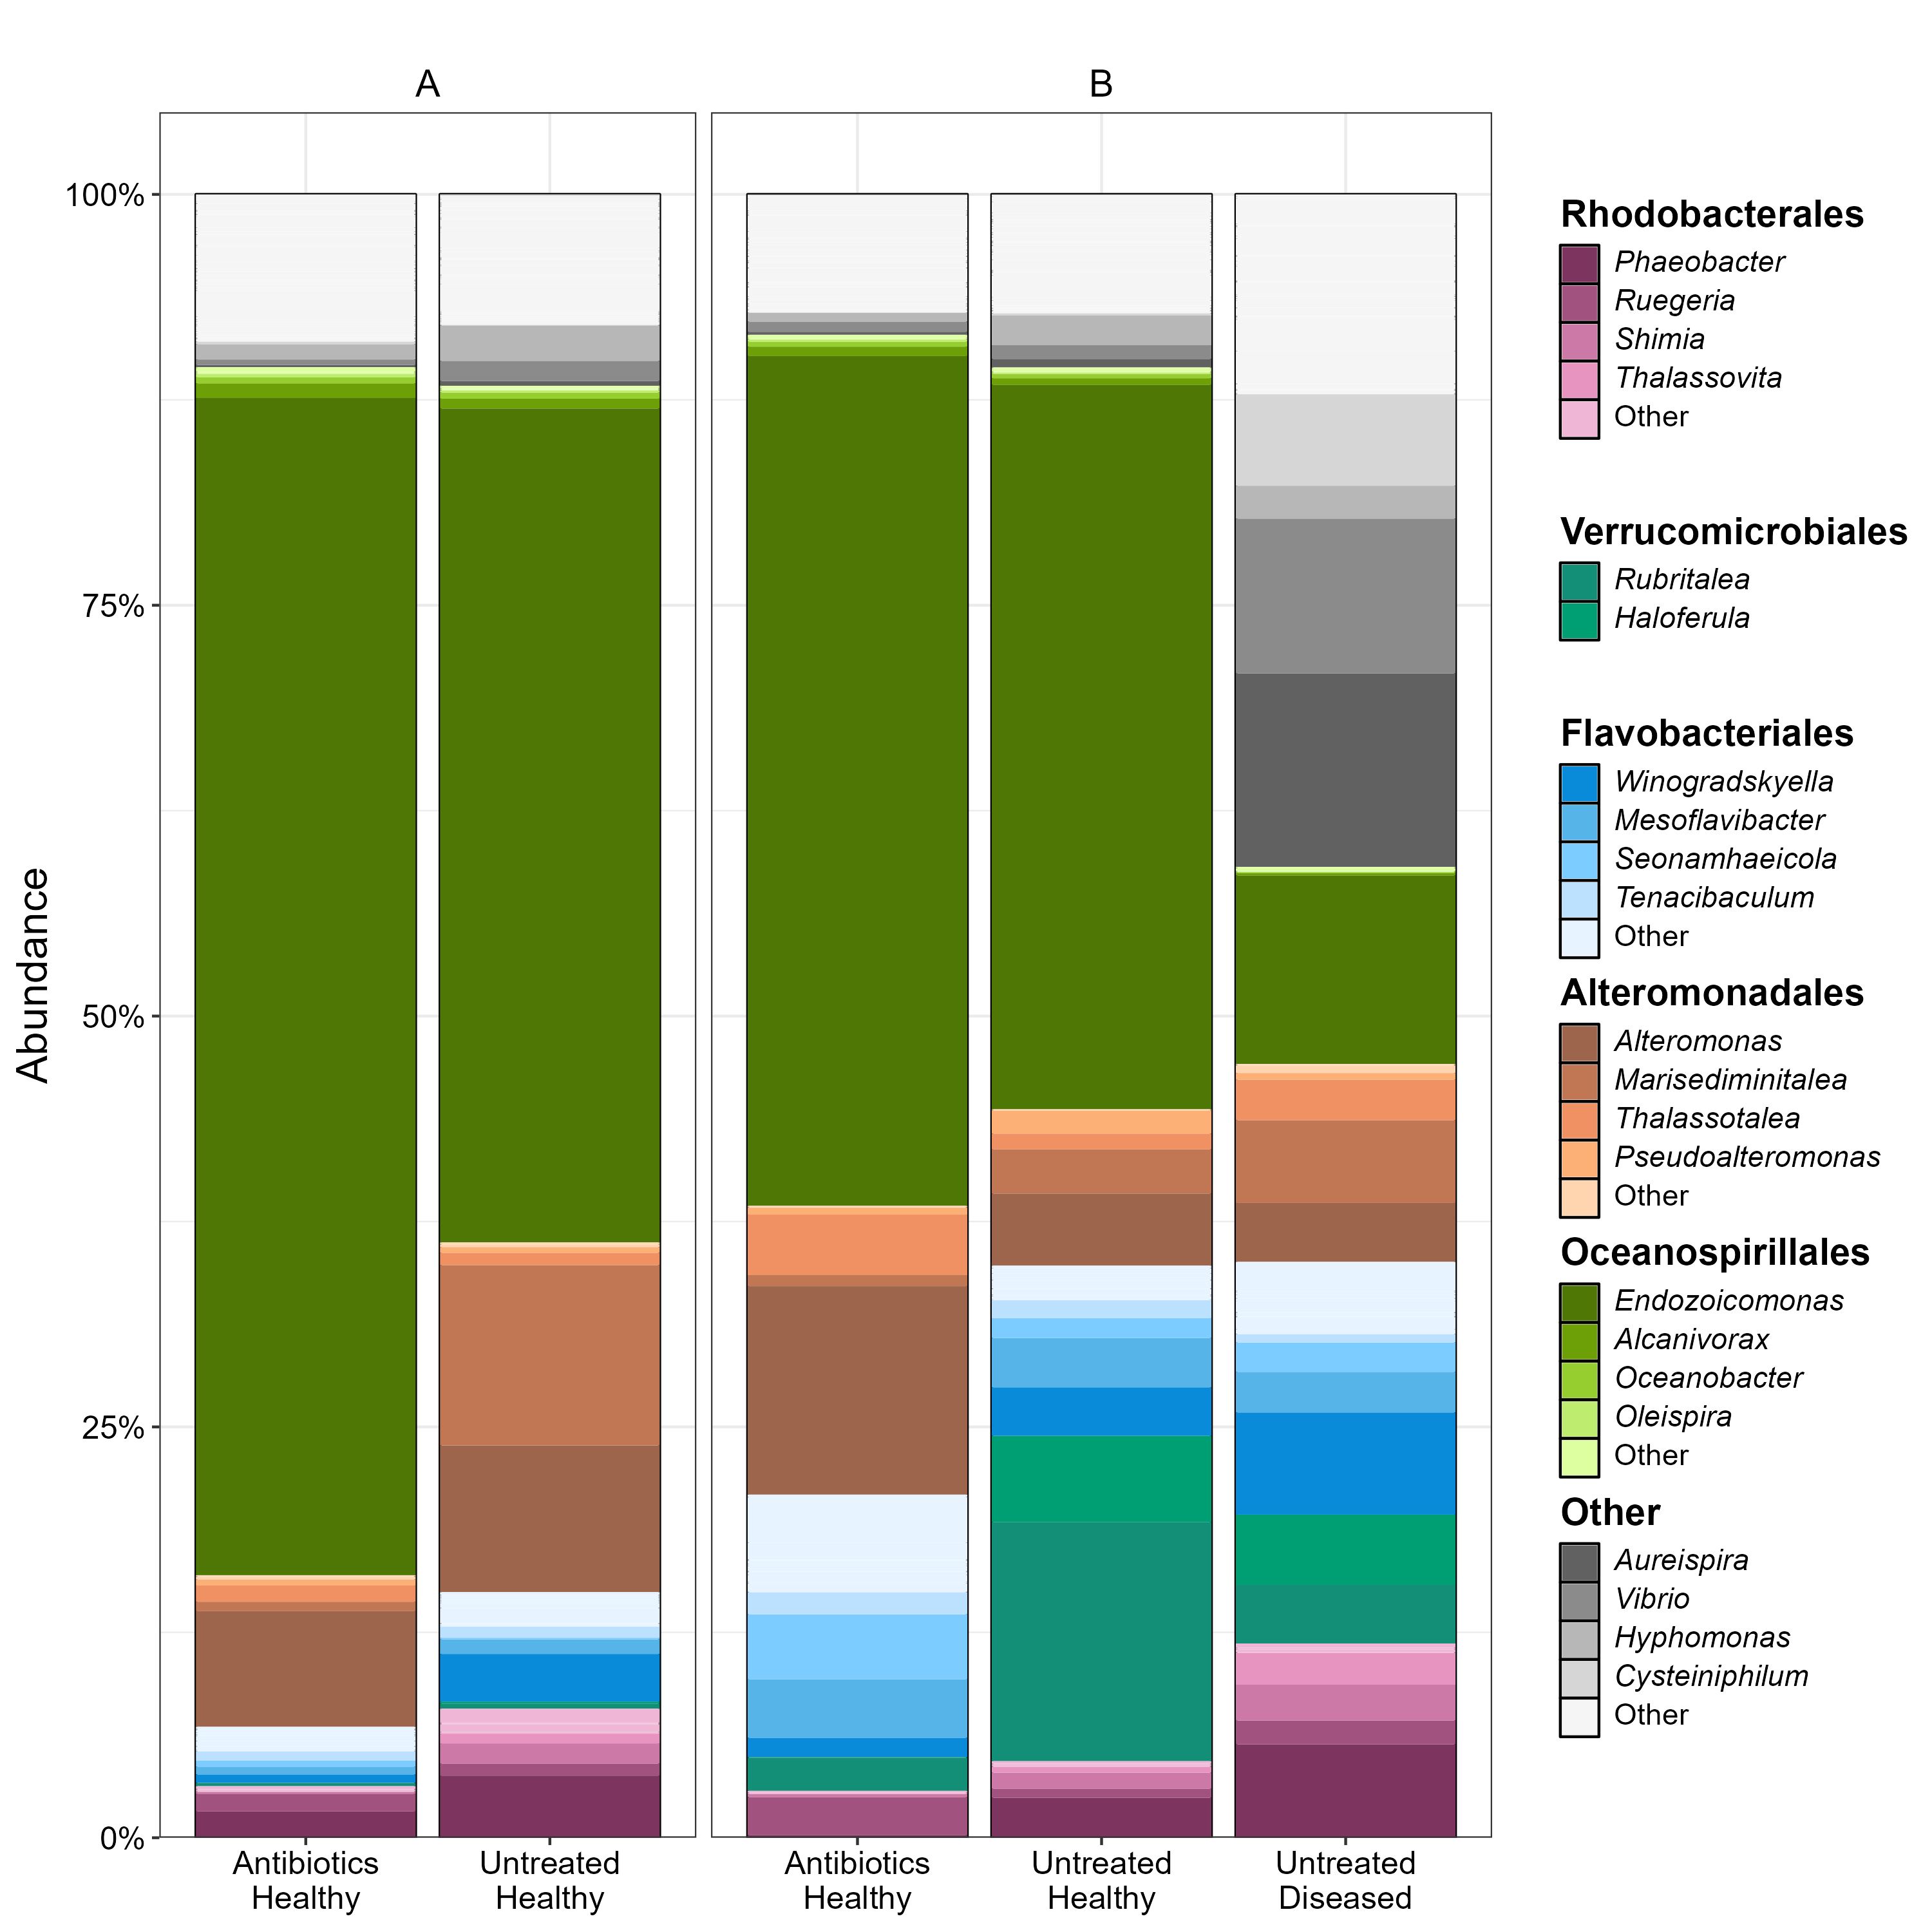 A
B
100%
75%
50%
25%
0%
Abundance
Antibiotics
Healthy
Untreated
Healthy
Antibiotics
Healthy
Untreated
Healthy
Untreated
Diseased
Rhodobacterales
Phaeobacter
Ruegeria
Shimia
Thalassovita
Other
Verrucomicrobiales
Rubritalea
Haloferula
Flavobacteriales
Winogradskyella
Mesoflavibacter
Seonamhaeicola
Tenacibaculum
Other
Alteromonadales
Alteromonas
Marisediminitalea
Thalassotalea
Pseudoalteromonas
Other
Oceanospirillales
Endozoicomonas
Alcanivorax
Oceanobacter
Oleispira
Other
Other
Aureispira
Vibrio
Hyphomonas
Cysteiniphilum
Other